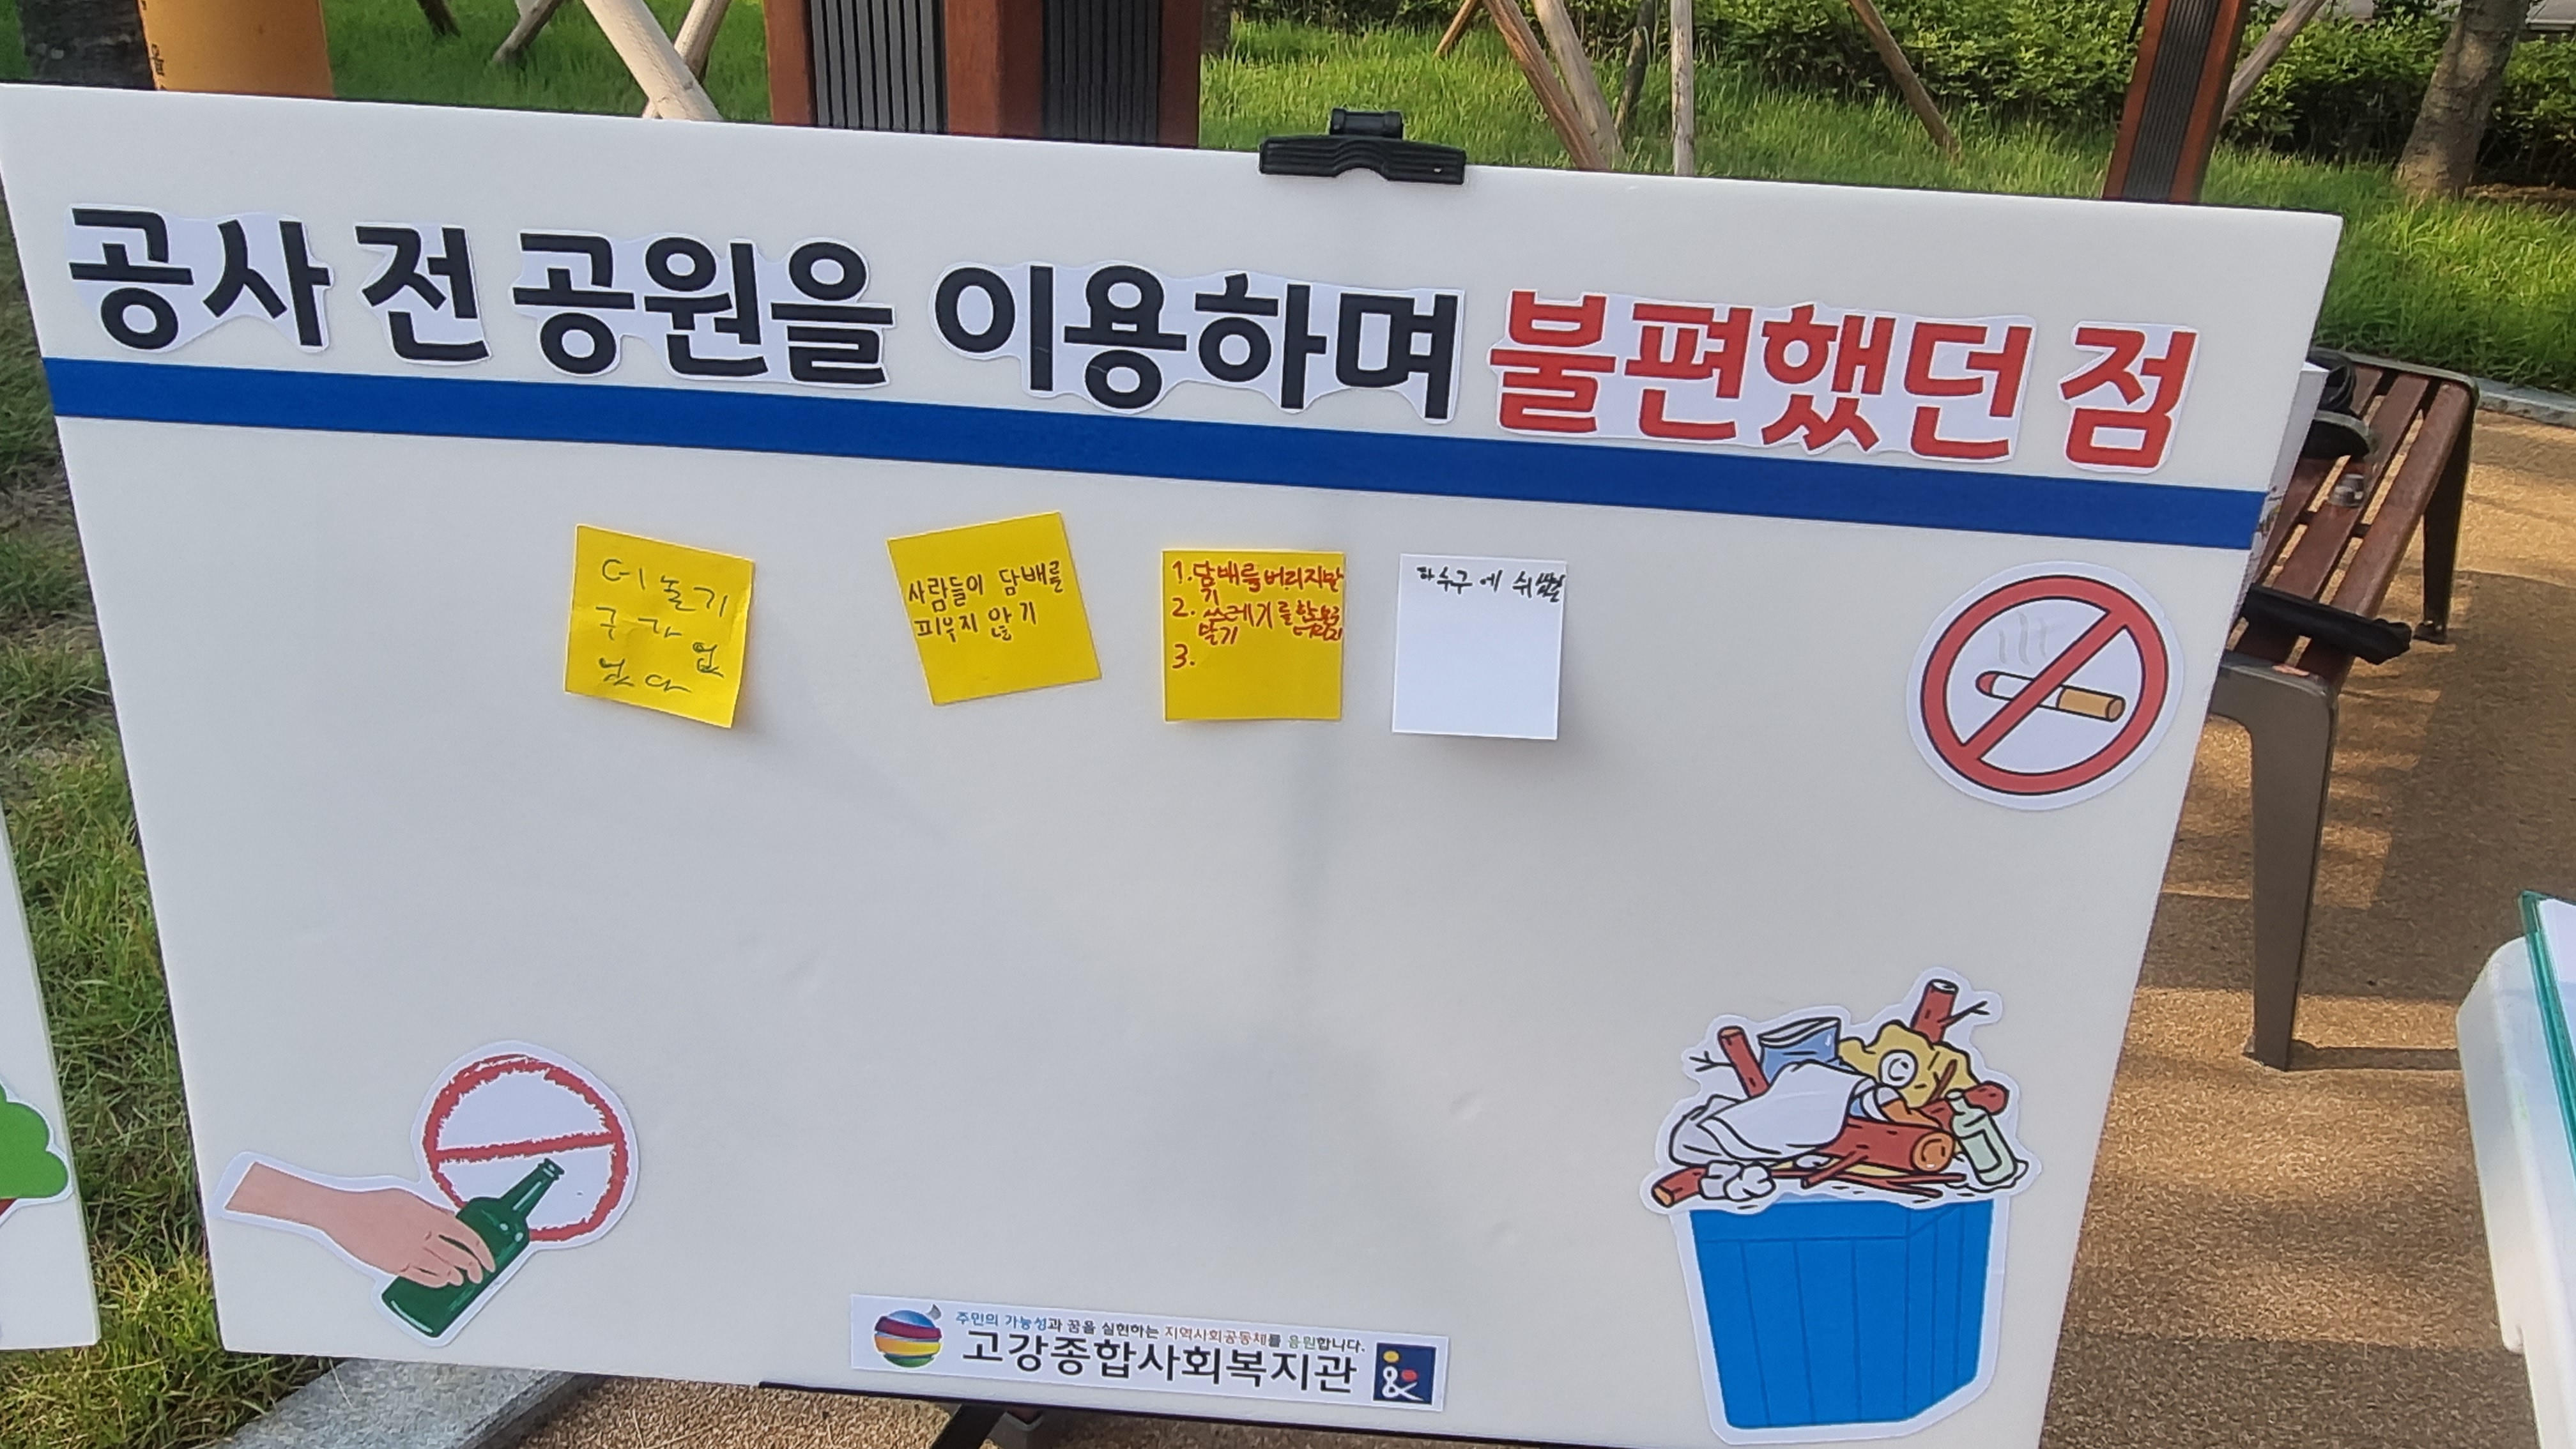 공사 전 공원을 이용하며 불편했던 점
더 놀기
구가 없
었다
사람들이 담배를
피우지 않기
1. 담배를 버리지말
기
2. 쓰레기를
말기
3.
하수구에
주민의 가능성과 꿈을 실현하는 지역사회공동체를 응원합니다.
고강종합사회복지관